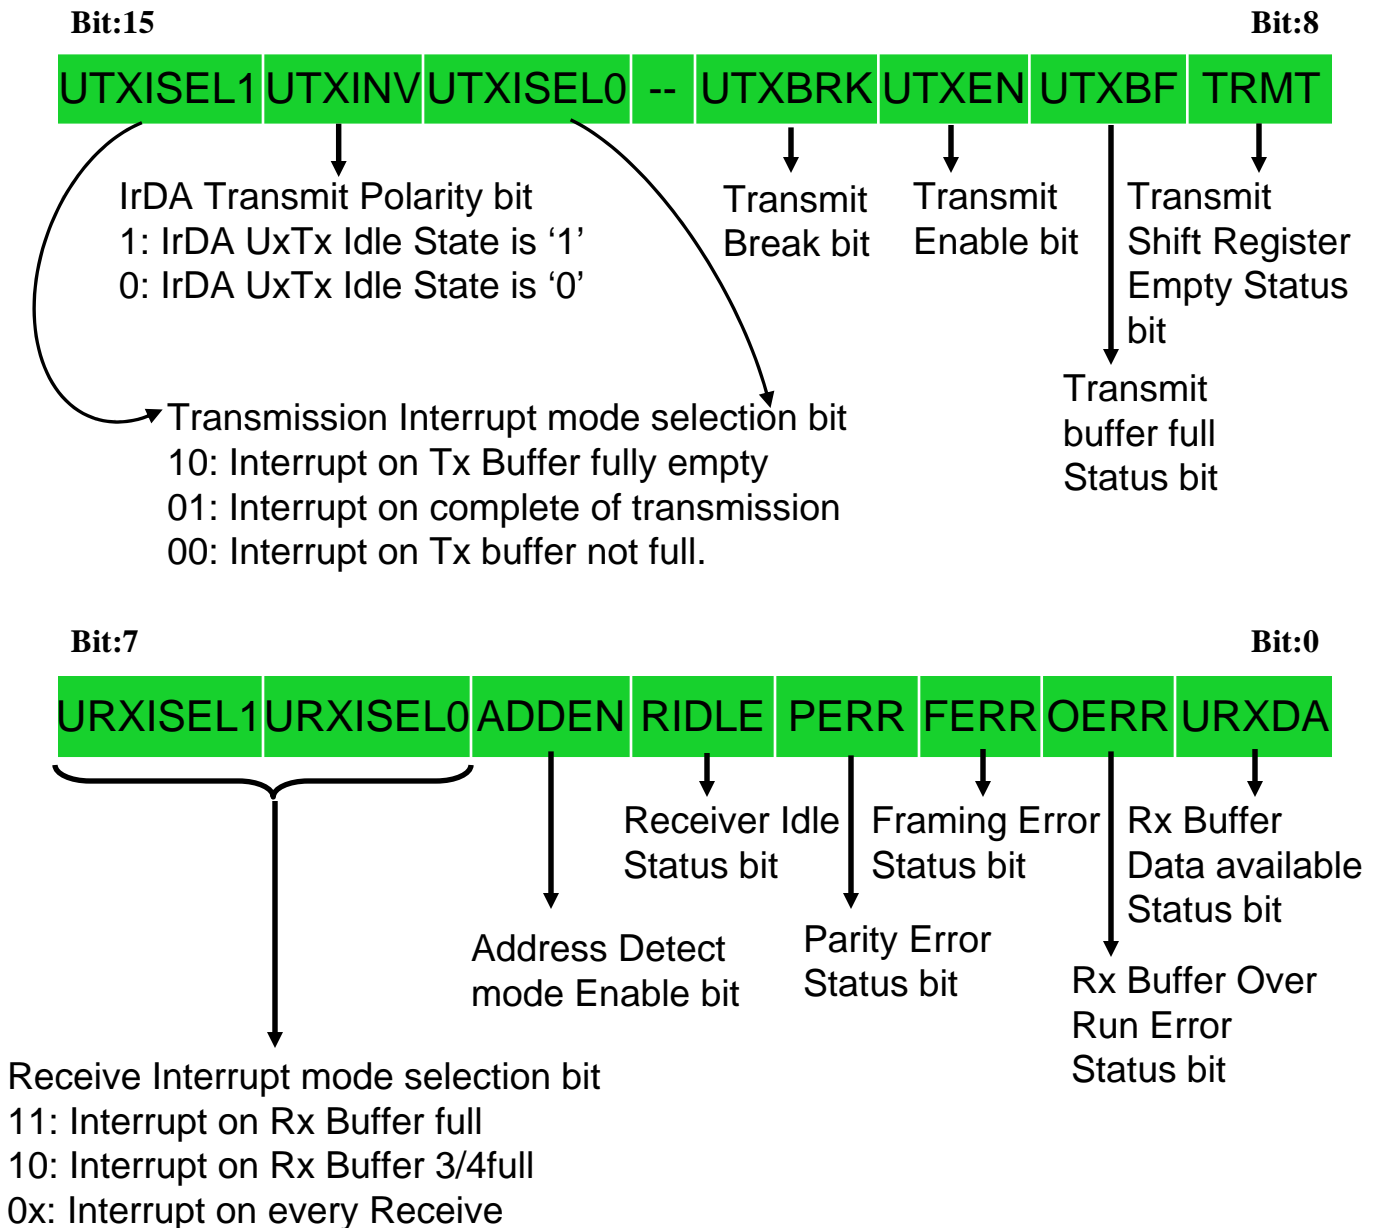 Bit:15 Bit:8
UTXISEL1 UTXINV UTXISEL0 -- UTXBRK UTXEN UTXBF TRMT
IrDA Transmit Polarity bit
1: IrDA UxTx Idle State is ‘1’
0: IrDA UxTx Idle State is ‘0’
Transmit
Break bit
Transmit
Enable bit
Transmit
Shift Register
Empty Status
bit
Transmit
buffer full
Status bit
Transmission Interrupt mode selection bit
10: Interrupt on Tx Buffer fully empty
01: Interrupt on complete of transmission
00: Interrupt on Tx buffer not full.
Bit:7 Bit:0
URXISEL1 URXISEL0 ADDEN RIDLE PERR FERR OERR URXDA
Receiver Idle
Status bit
Framing Error
Status bit
Rx Buffer
Data available
Status bit
Address Detect
mode Enable bit
Parity Error
Status bit
Rx Buffer Over
Run Error
Status bit
Receive Interrupt mode selection bit
11: Interrupt on Rx Buffer full
10: Interrupt on Rx Buffer 3/4full
0x: Interrupt on every Receive